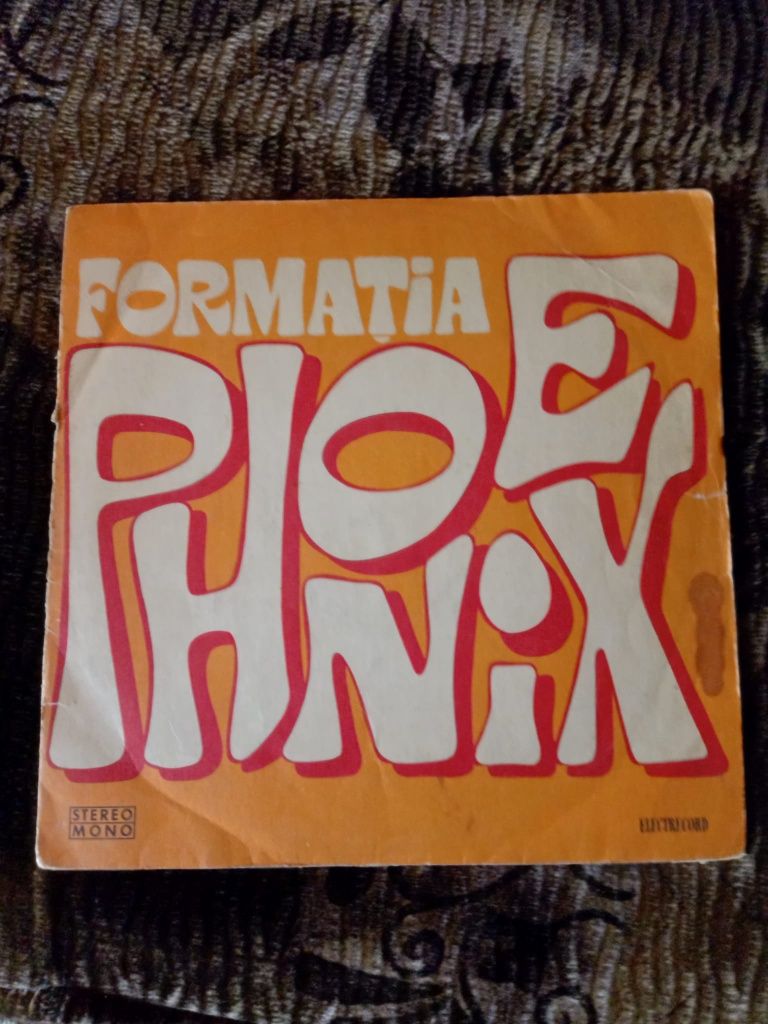 FORMAȚIA
PHOENIX
STEREO
MONO
ELECTRECORD